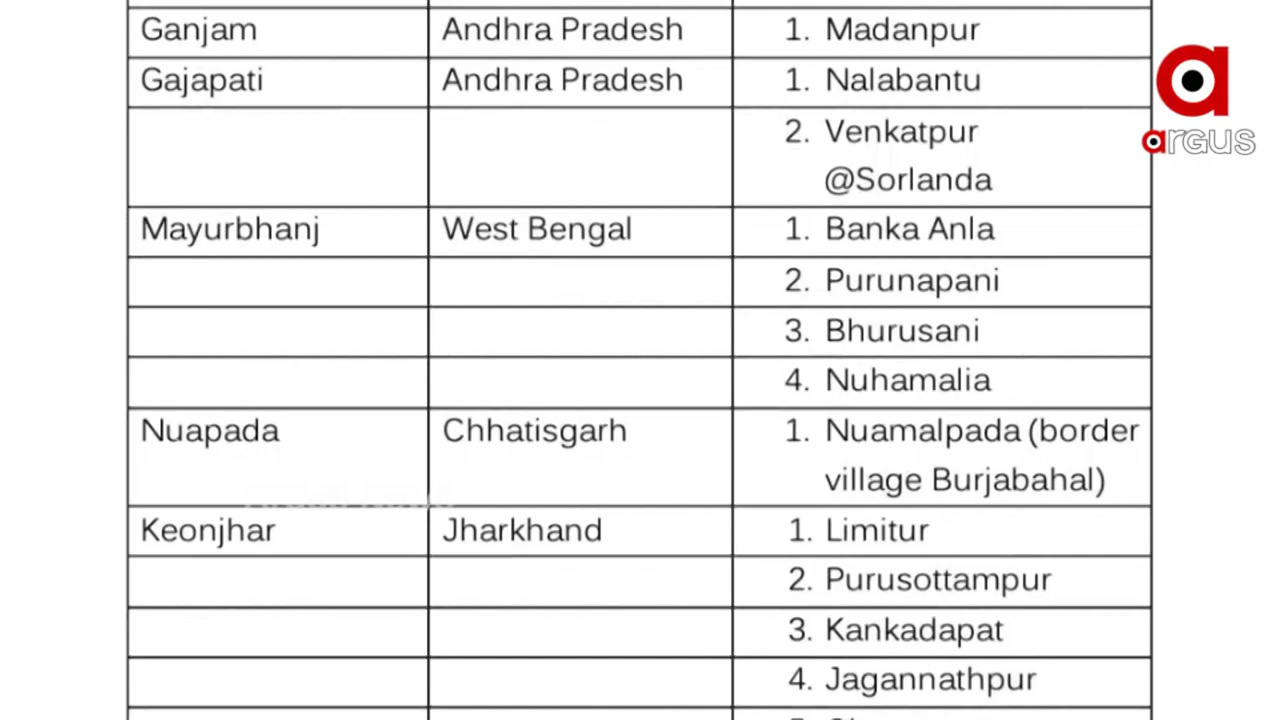 Ganjam Andhra Pradesh 1. Madanpur
Gajapati Andhra Pradesh 1. Nalabantu
2. Venkatpur
@Sorlanda
Mayurbhanj West Bengal 1. Banka Anla
2. Purunapani
3. Bhurusani
4. Nuhamalia
Nuapada Chhatisgarh 1. Nuamalpada (border
village Burjabahal)
Keonjhar Jharkhand 1. Limitur
2. Purusottampur
3. Kankadapat
4. Jagannathpur
argus